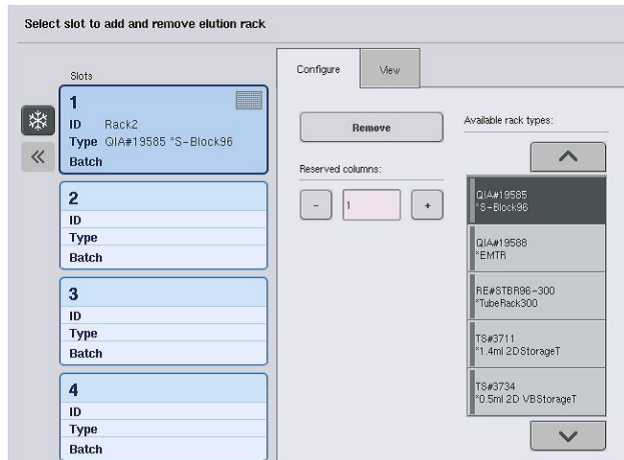 Select slot to add and remove elution rack
Slots
1
ID Rack2
Type QIA#19585 *S-Block96
Batch
2
ID
Type
Batch
3
ID
Type
Batch
4
ID
Type
Batch
Configure
View
Remove
Reserved columns:
-
1
+
Available rack types:
QIA#19585
*S-Block96
QIA#19588
*EMTR
RE#STBR96-300
*TubeRack300
TS#3711
*1.4ml 2DStorageT
TS#3734
*0.5ml 2D VBStorageT